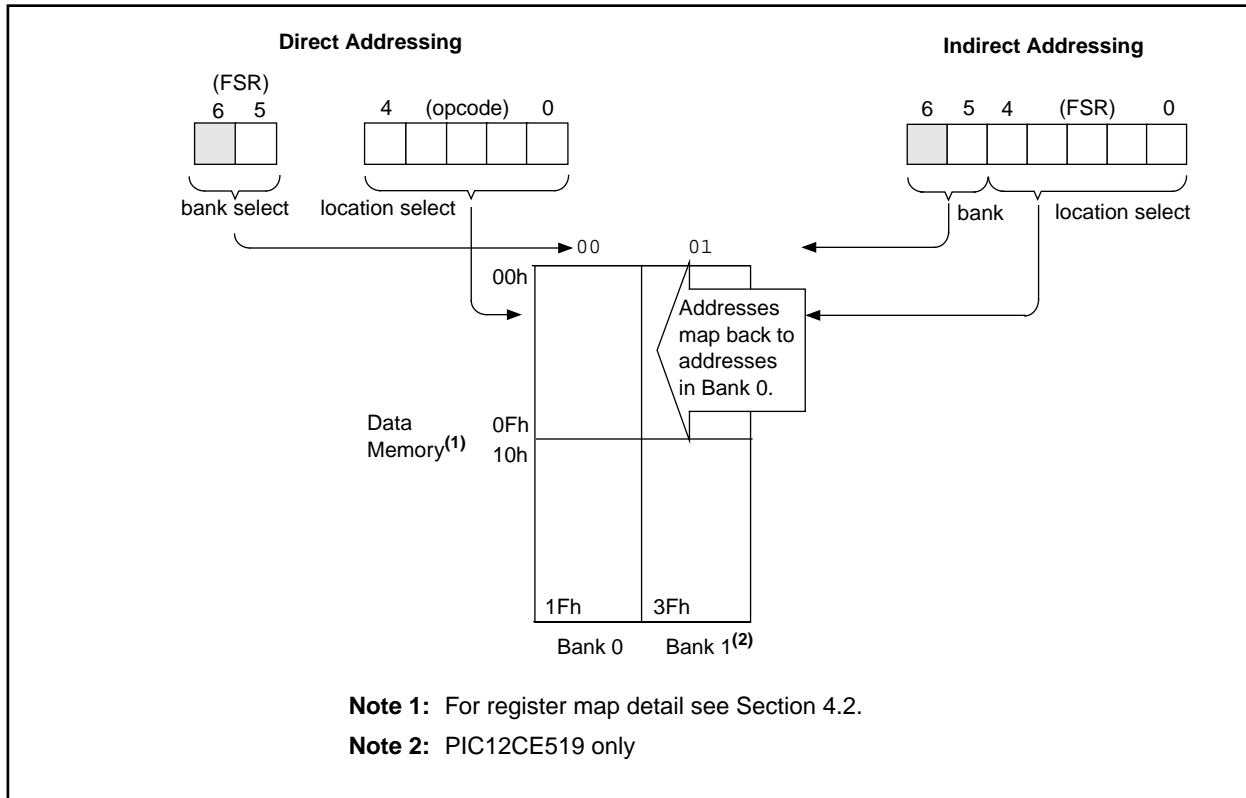 Direct Addressing
Indirect Addressing
(FSR)
6 5
4 (opcode) 0
6 5 4 (FSR) 0
bank select
location select
bank
location select
00
01
00h
Addresses
map back to
addresses
in Bank 0.
Data
Memory(1)
0Fh
10h
1Fh
3Fh
Bank 0
Bank 1(2)
Note 1: For register map detail see Section 4.2.
Note 2: PIC12CE519 only